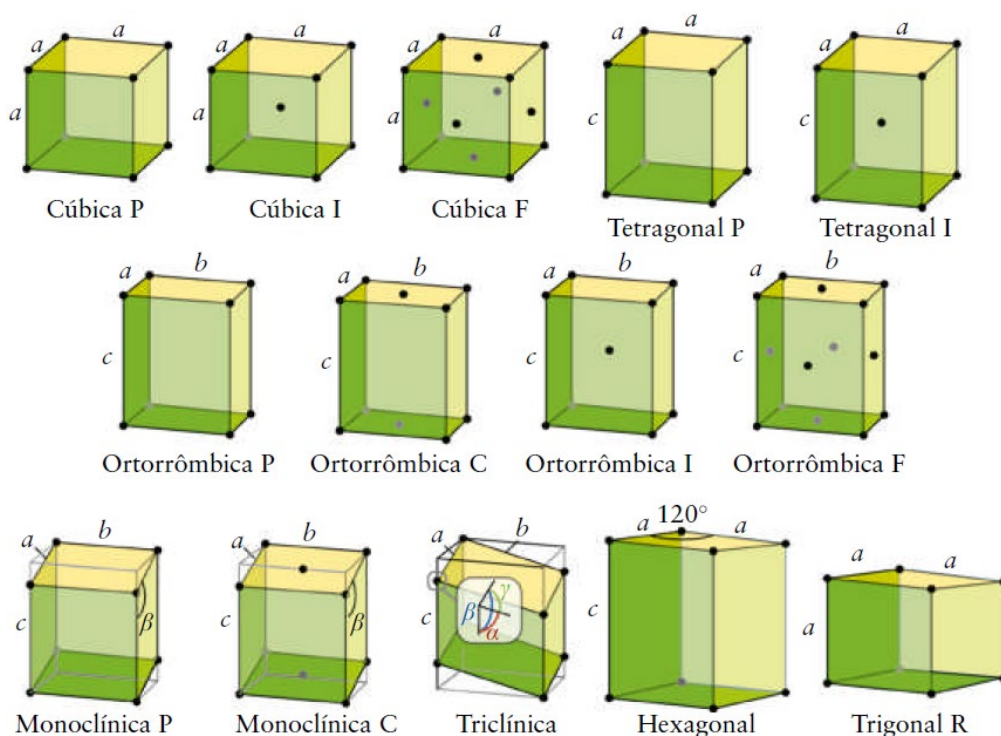 a a a a a a a
a a a c c
Cúbica P Cúbica I Cúbica F Tetragonal P Tetragonal I
a b a b a b a b
c c c c
Ortorrômbica P Ortorrômbica C Ortorrômbica I Ortorrômbica F
a b a b a b a 120° a a a
c β β c β γ α c a
Monoclínica P Monoclínica C Triclínica Hexagonal Trigonal R